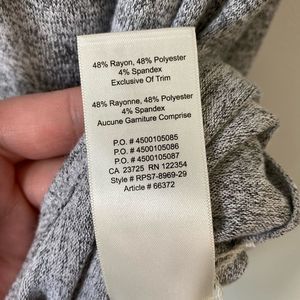 48% Rayon, 48% Polyester
4% Spandex
Exclusive Of Trim
48% Rayonne, 48% Polyester
4% Spandex
Aucune Garniture Comprise
P.O. # 4500105085
P.O. # 4500105086
P.O. # 4500105087
CA 23725 RN 122354
Style # RPS7-8969-29
Article # 66372